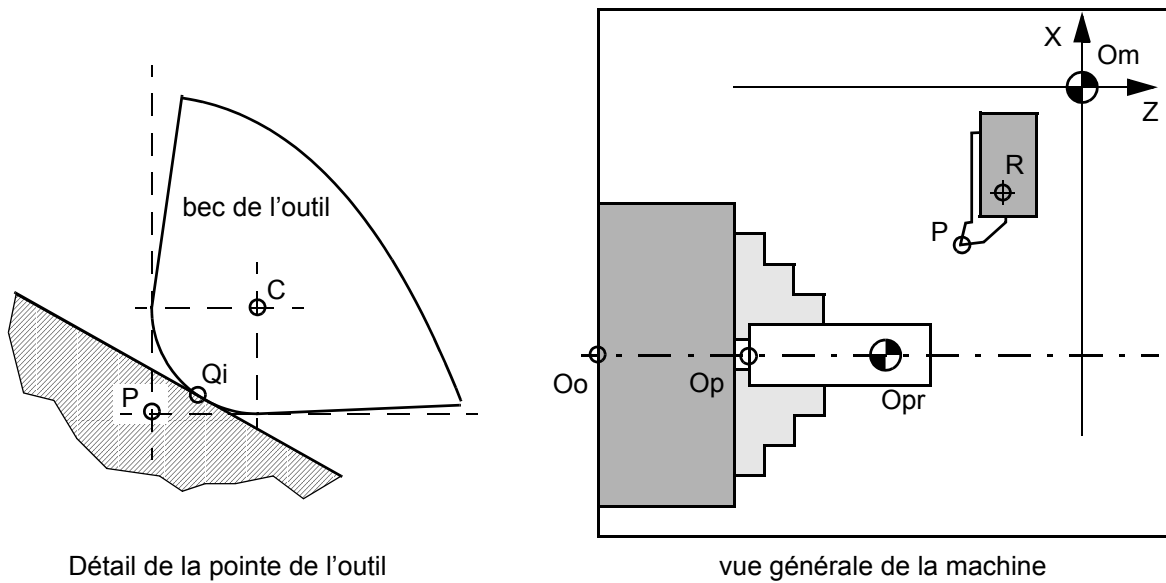 bec de l'outil
C
Qi
P
Détail de la pointe de l'outil
X
Om
Z
R
P
Oo
Op
Opr
vue générale de la machine